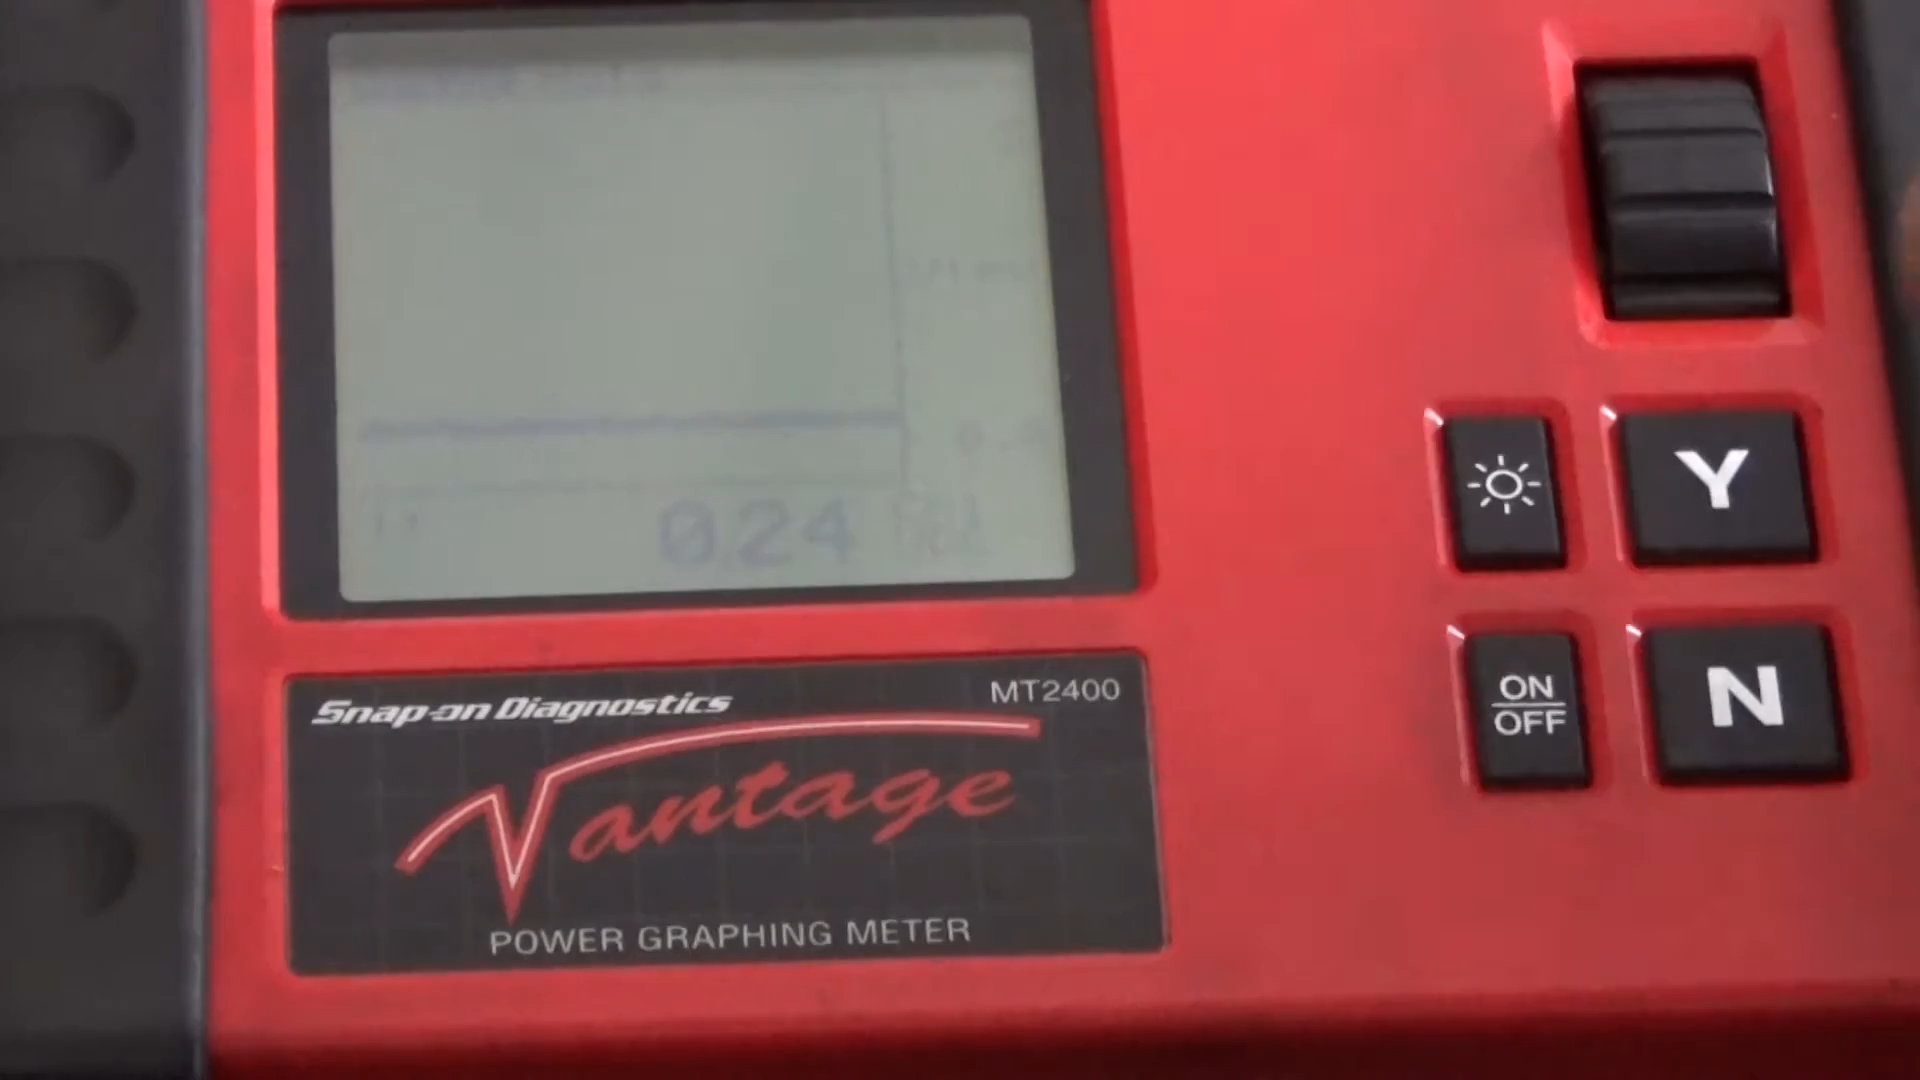 024
Y
ON
OFF
N
Snap-on Diagnostics
MT2400
Vantage
POWER GRAPHING METER